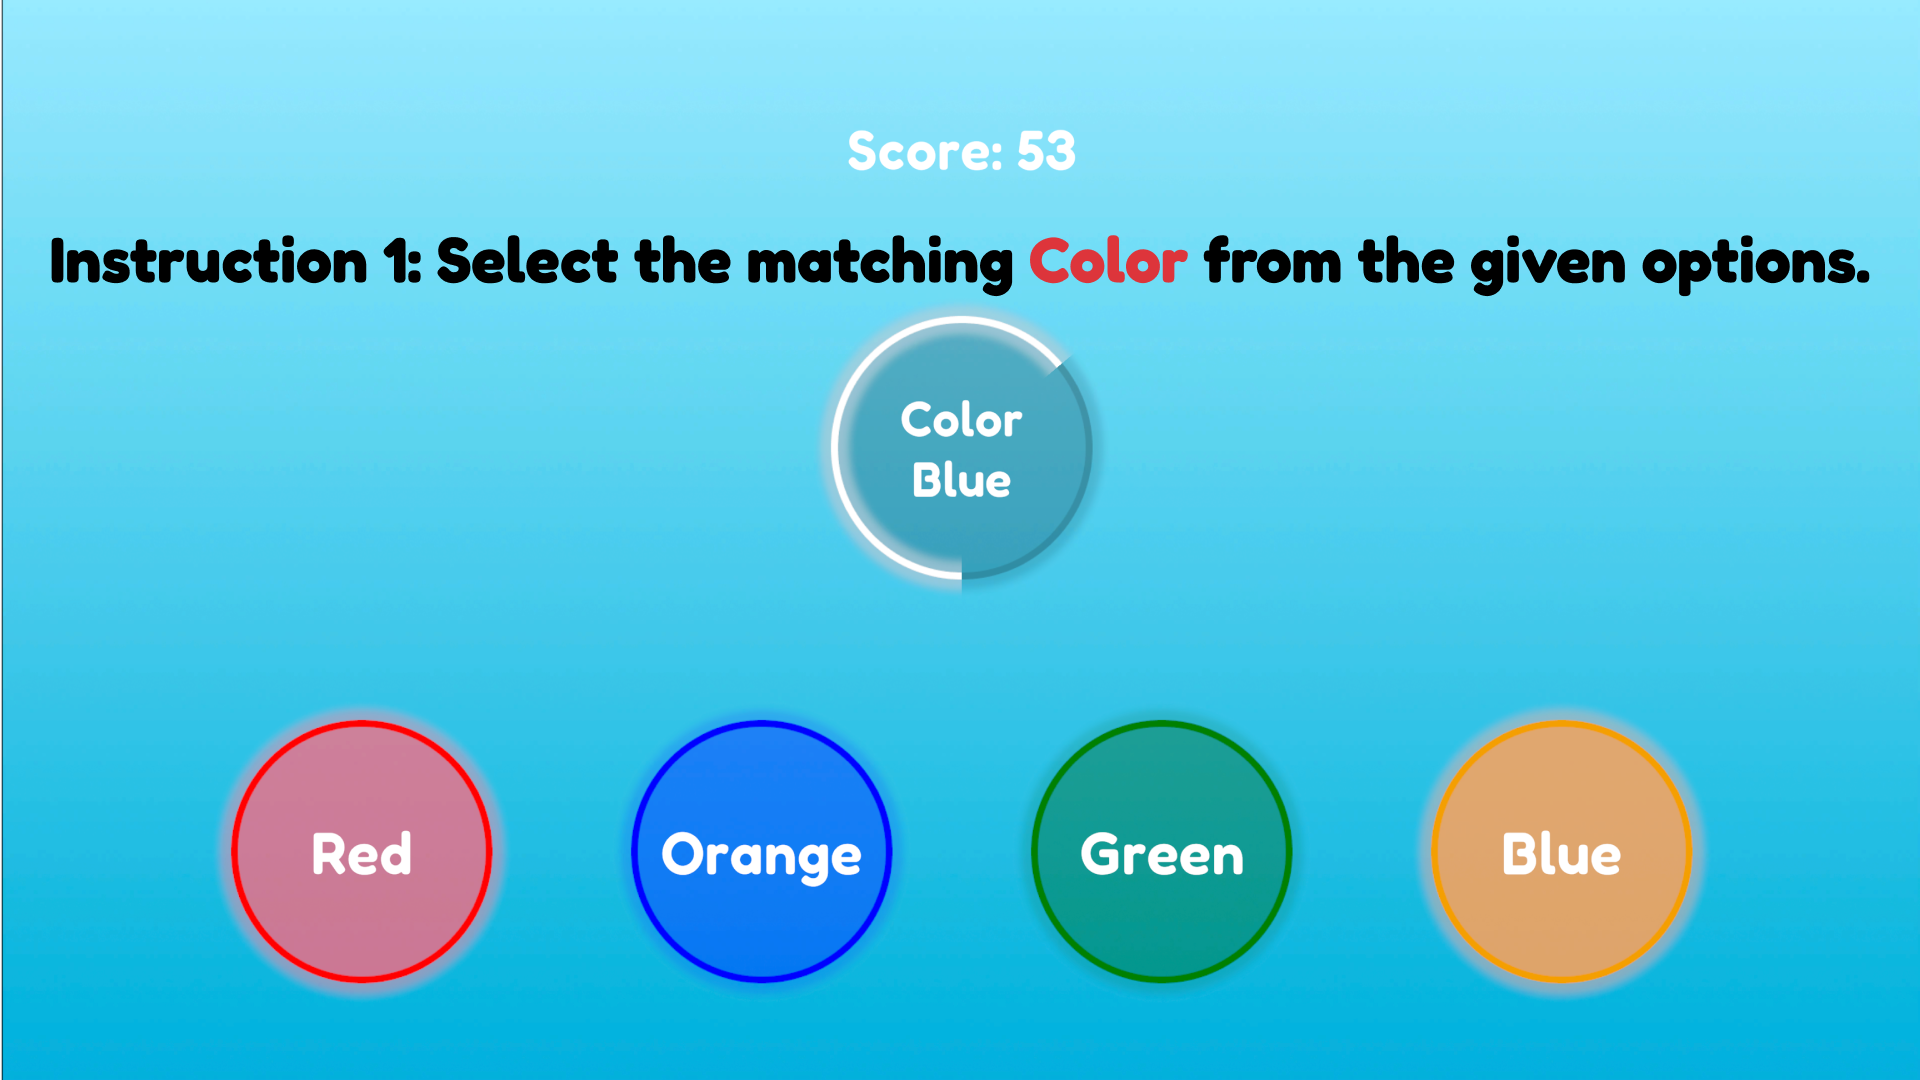 Score: 53
Instruction 1: Select the matching Color from the given options.
Color
Blue
Red
Orange
Green
Blue